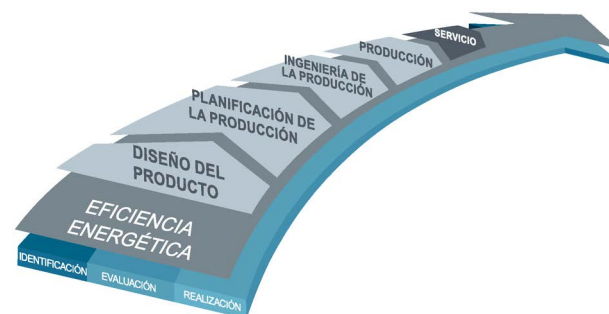 SERVICIO
PRODUCCIÓN
INGENIERÍA DE
LA PRODUCCIÓN
PLANIFICACIÓN DE
LA PRODUCCIÓN
DISEÑO DEL
PRODUCTO
EFICIENCIA
ENERGÉTICA
IDENTIFICACIÓN
EVALUACIÓN
REALIZACIÓN